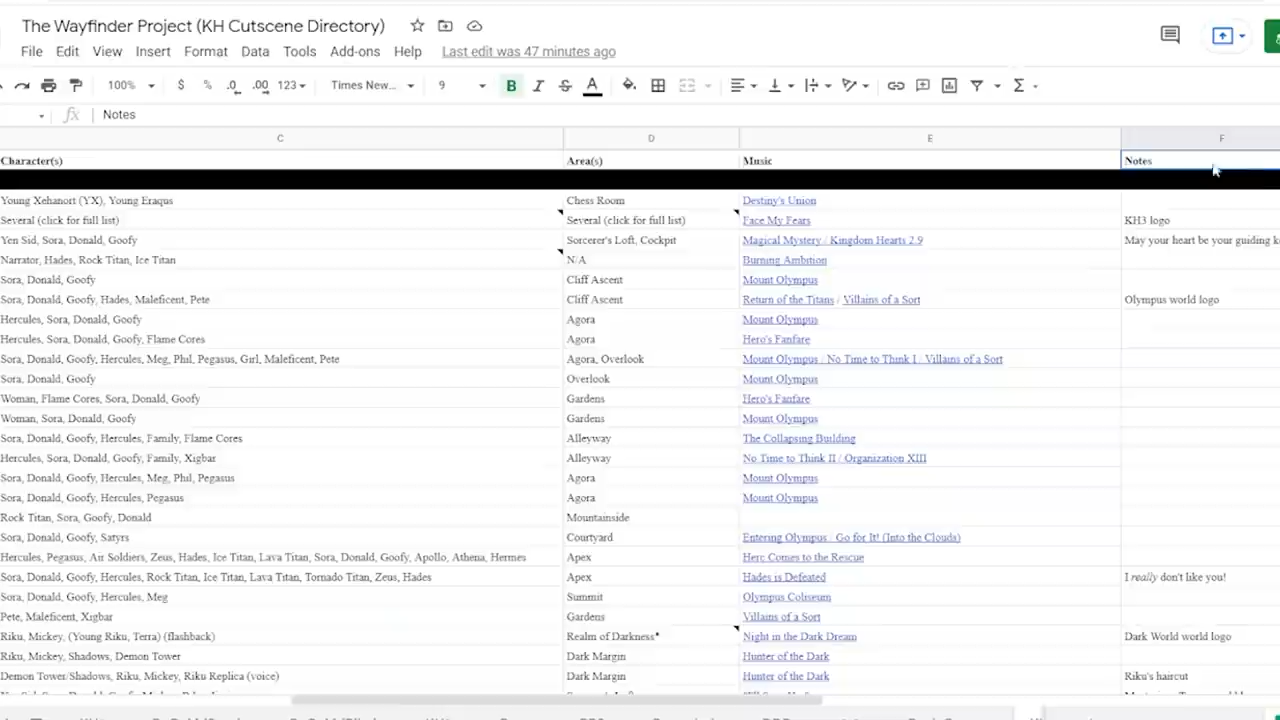 The Wayfinder Project (KH Cutscene Directory)
File Edit View Insert Format Data Tools Add-ons Help Last edit was 47 minutes ago
100% $ % .0 .00 123 Times New... 9 B I S A
fx Notes
C D E F
Character(s) Area(s) Music Notes
Young Xehanort (YX), Young Eraqus Chess Room Destiny's Union
Several (click for full list) Several (click for full list) Face My Fears KH3 logo
Yen Sid, Sora, Donald, Goofy Sorcerer's Loft, Cockpit Magical Mystery / Kingdom Hearts 2.9 May your heart be your guiding
Narrator, Hades, Rock Titan, Ice Titan N/A Burning Ambition
Sora, Donald, Goofy Cliff Ascent Mount Olympus
Sora, Donald, Goofy, Hades, Maleficent, Pete Cliff Ascent Return of the Titans / Villains of a Sort Olympus world logo
Hercules, Sora, Donald, Goofy Agora Mount Olympus
Hercules, Sora, Donald, Goofy, Flame Cores Agora Hero's Fanfare
Sora, Donald, Goofy, Hercules, Meg, Phil, Pegasus, Girl, Maleficent, Pete Agora, Overlook Mount Olympus / No Time to Think I / Villains of a Sort
Sora, Donald, Goofy Overlook Mount Olympus
Woman, Flame Cores, Sora, Donald, Goofy Gardens Hero's Fanfare
Woman, Sora, Donald, Goofy Gardens Mount Olympus
Sora, Donald, Goofy, Hercules, Family, Flame Cores Alleyway The Collapsing Building
Hercules, Sora, Donald, Goofy, Family, Xigbar Alleyway No Time to Think II / Organization XIII
Sora, Donald, Goofy, Hercules, Meg, Phil, Pegasus Agora Mount Olympus
Sora, Donald, Goofy, Hercules, Pegasus Agora Mount Olympus
Rock Titan, Sora, Goofy, Donald Mountainside
Sora, Donald, Goofy, Satyrs Courtyard Entering Olympus / Go for It! (Into the Clouds)
Hercules, Pegasus, Air Soldiers, Zeus, Hades, Ice Titan, Lava Titan, Sora, Donald, Goofy, Apollo, Athena, Hermes Apex Herc Comes to the Rescue
Sora, Donald, Goofy, Hercules, Rock Titan, Ice Titan, Lava Titan, Tornado Titan, Zeus, Hades Apex Hades is Defeated I really don't like you!
Sora, Donald, Goofy, Hercules, Meg Summit Olympus Coliseum
Pete, Maleficent, Xigbar Gardens Villains of a Sort
Riku, Mickey, (Young Riku, Terra) (flashback) Realm of Darkness* Night in the Dark Dream Dark World world logo
Riku, Mickey, Shadows, Demon Tower Dark Margin Hunter of the Dark
Demon Tower/Shadows, Riku, Mickey, Riku Replica (voice) Dark Margin Hunter of the Dark Riku's haircut